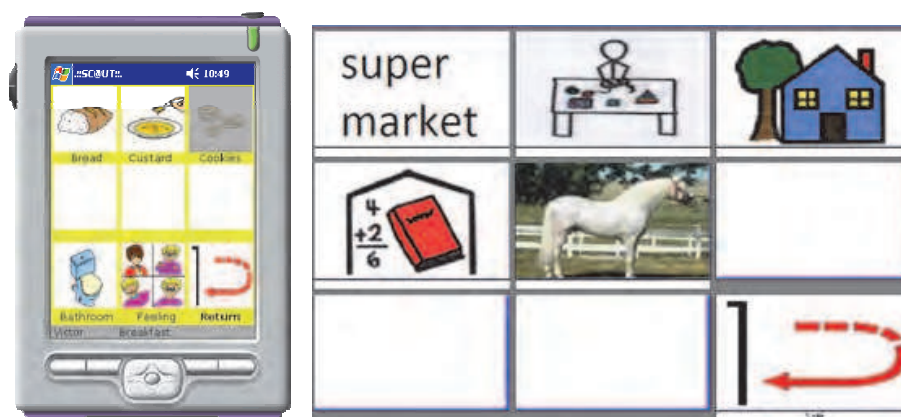 .::SC@UT::. 10:49
Bread Custard Cookies
Bathroom Feeling Return
Victor Breakfast
super
market
4
+2
6